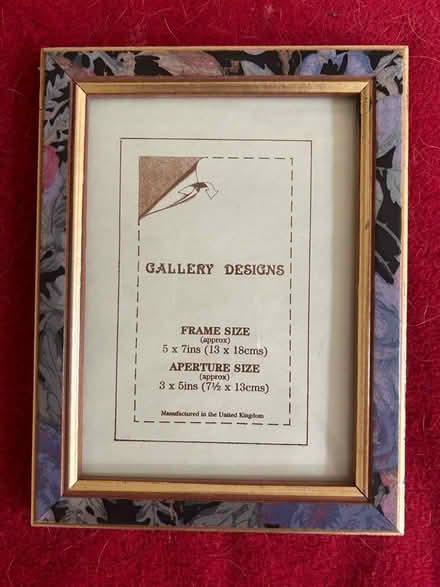 GALLERY DESIGNS
FRAME SIZE
(approx)
5 x 7ins (13 x 18cms)
APERTURE SIZE
(approx)
3 x 5ins (7½ x 13cms)
Manufactured in the United Kingdom